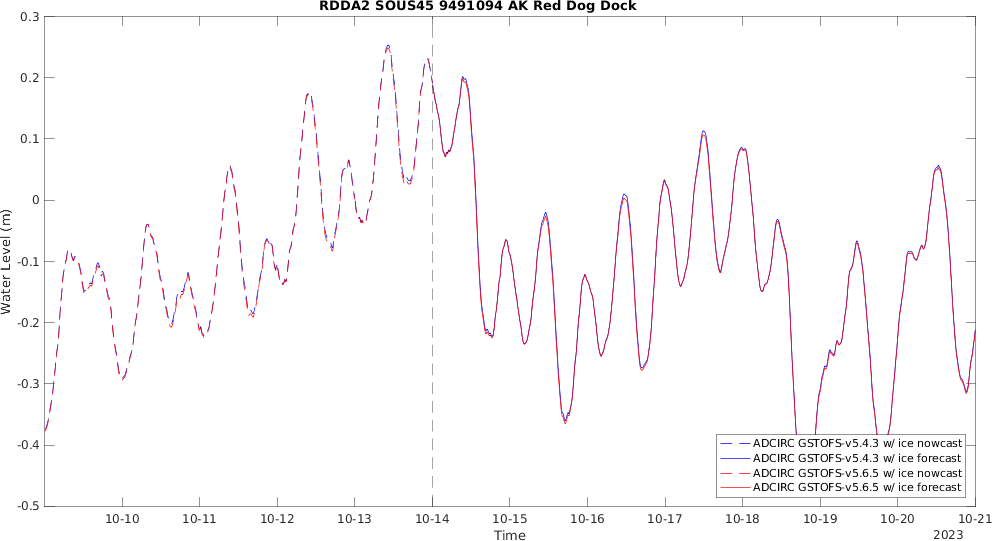 RDDA2 SOUS45 9491094 AK Red Dog Dock
0.3
0.2
0.1
0
-0.1
-0.2
-0.3
-0.4
-0.5
Water Level (m)
ADCIRC GSTOFS-v5.4.3 w/ ice nowcast
ADCIRC GSTOFS-v5.4.3 w/ ice forecast
ADCIRC GSTOFS-v5.6.5 w/ ice nowcast
ADCIRC GSTOFS-v5.6.5 w/ ice forecast
10-10 10-11 10-12 10-13 10-14 10-15 10-16 10-17 10-18 10-19 10-20 10-21
Time
2023